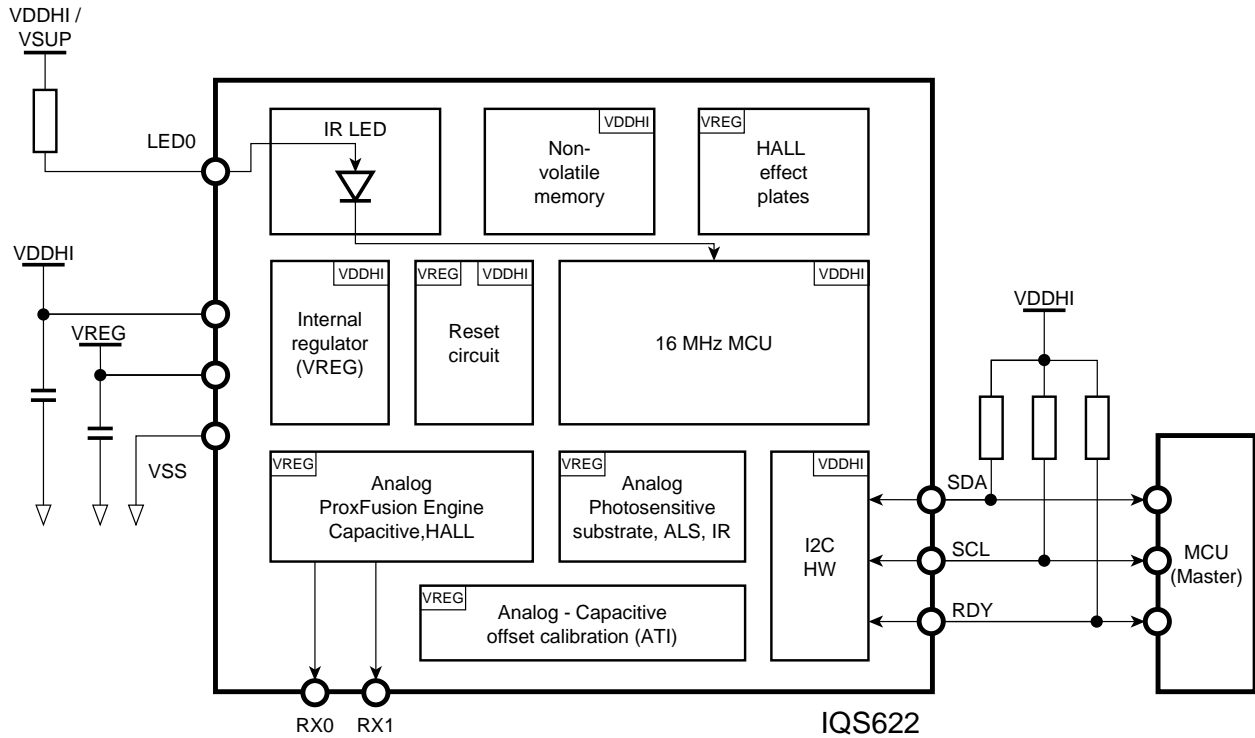 VDDHI /
VSUP
LED0
IR LED
VDDHI
Non-
volatile
memory
VREG
HALL
effect
plates
VDDHI
VREG
VSS
VDDHI
Internal
regulator
(VREG)
VREG
VDDHI
Reset
circuit
VDDHI
16 MHz MCU
VDDHI
VREG
Analog
ProxFusion Engine
Capacitive,HALL
VREG
Analog
Photosensitive
substrate, ALS, IR
VDDHI
I2C
HW
VREG
Analog - Capacitive
offset calibration (ATI)
SDA
SCL
RDY
MCU
(Master)
RX0
RX1
IQS622